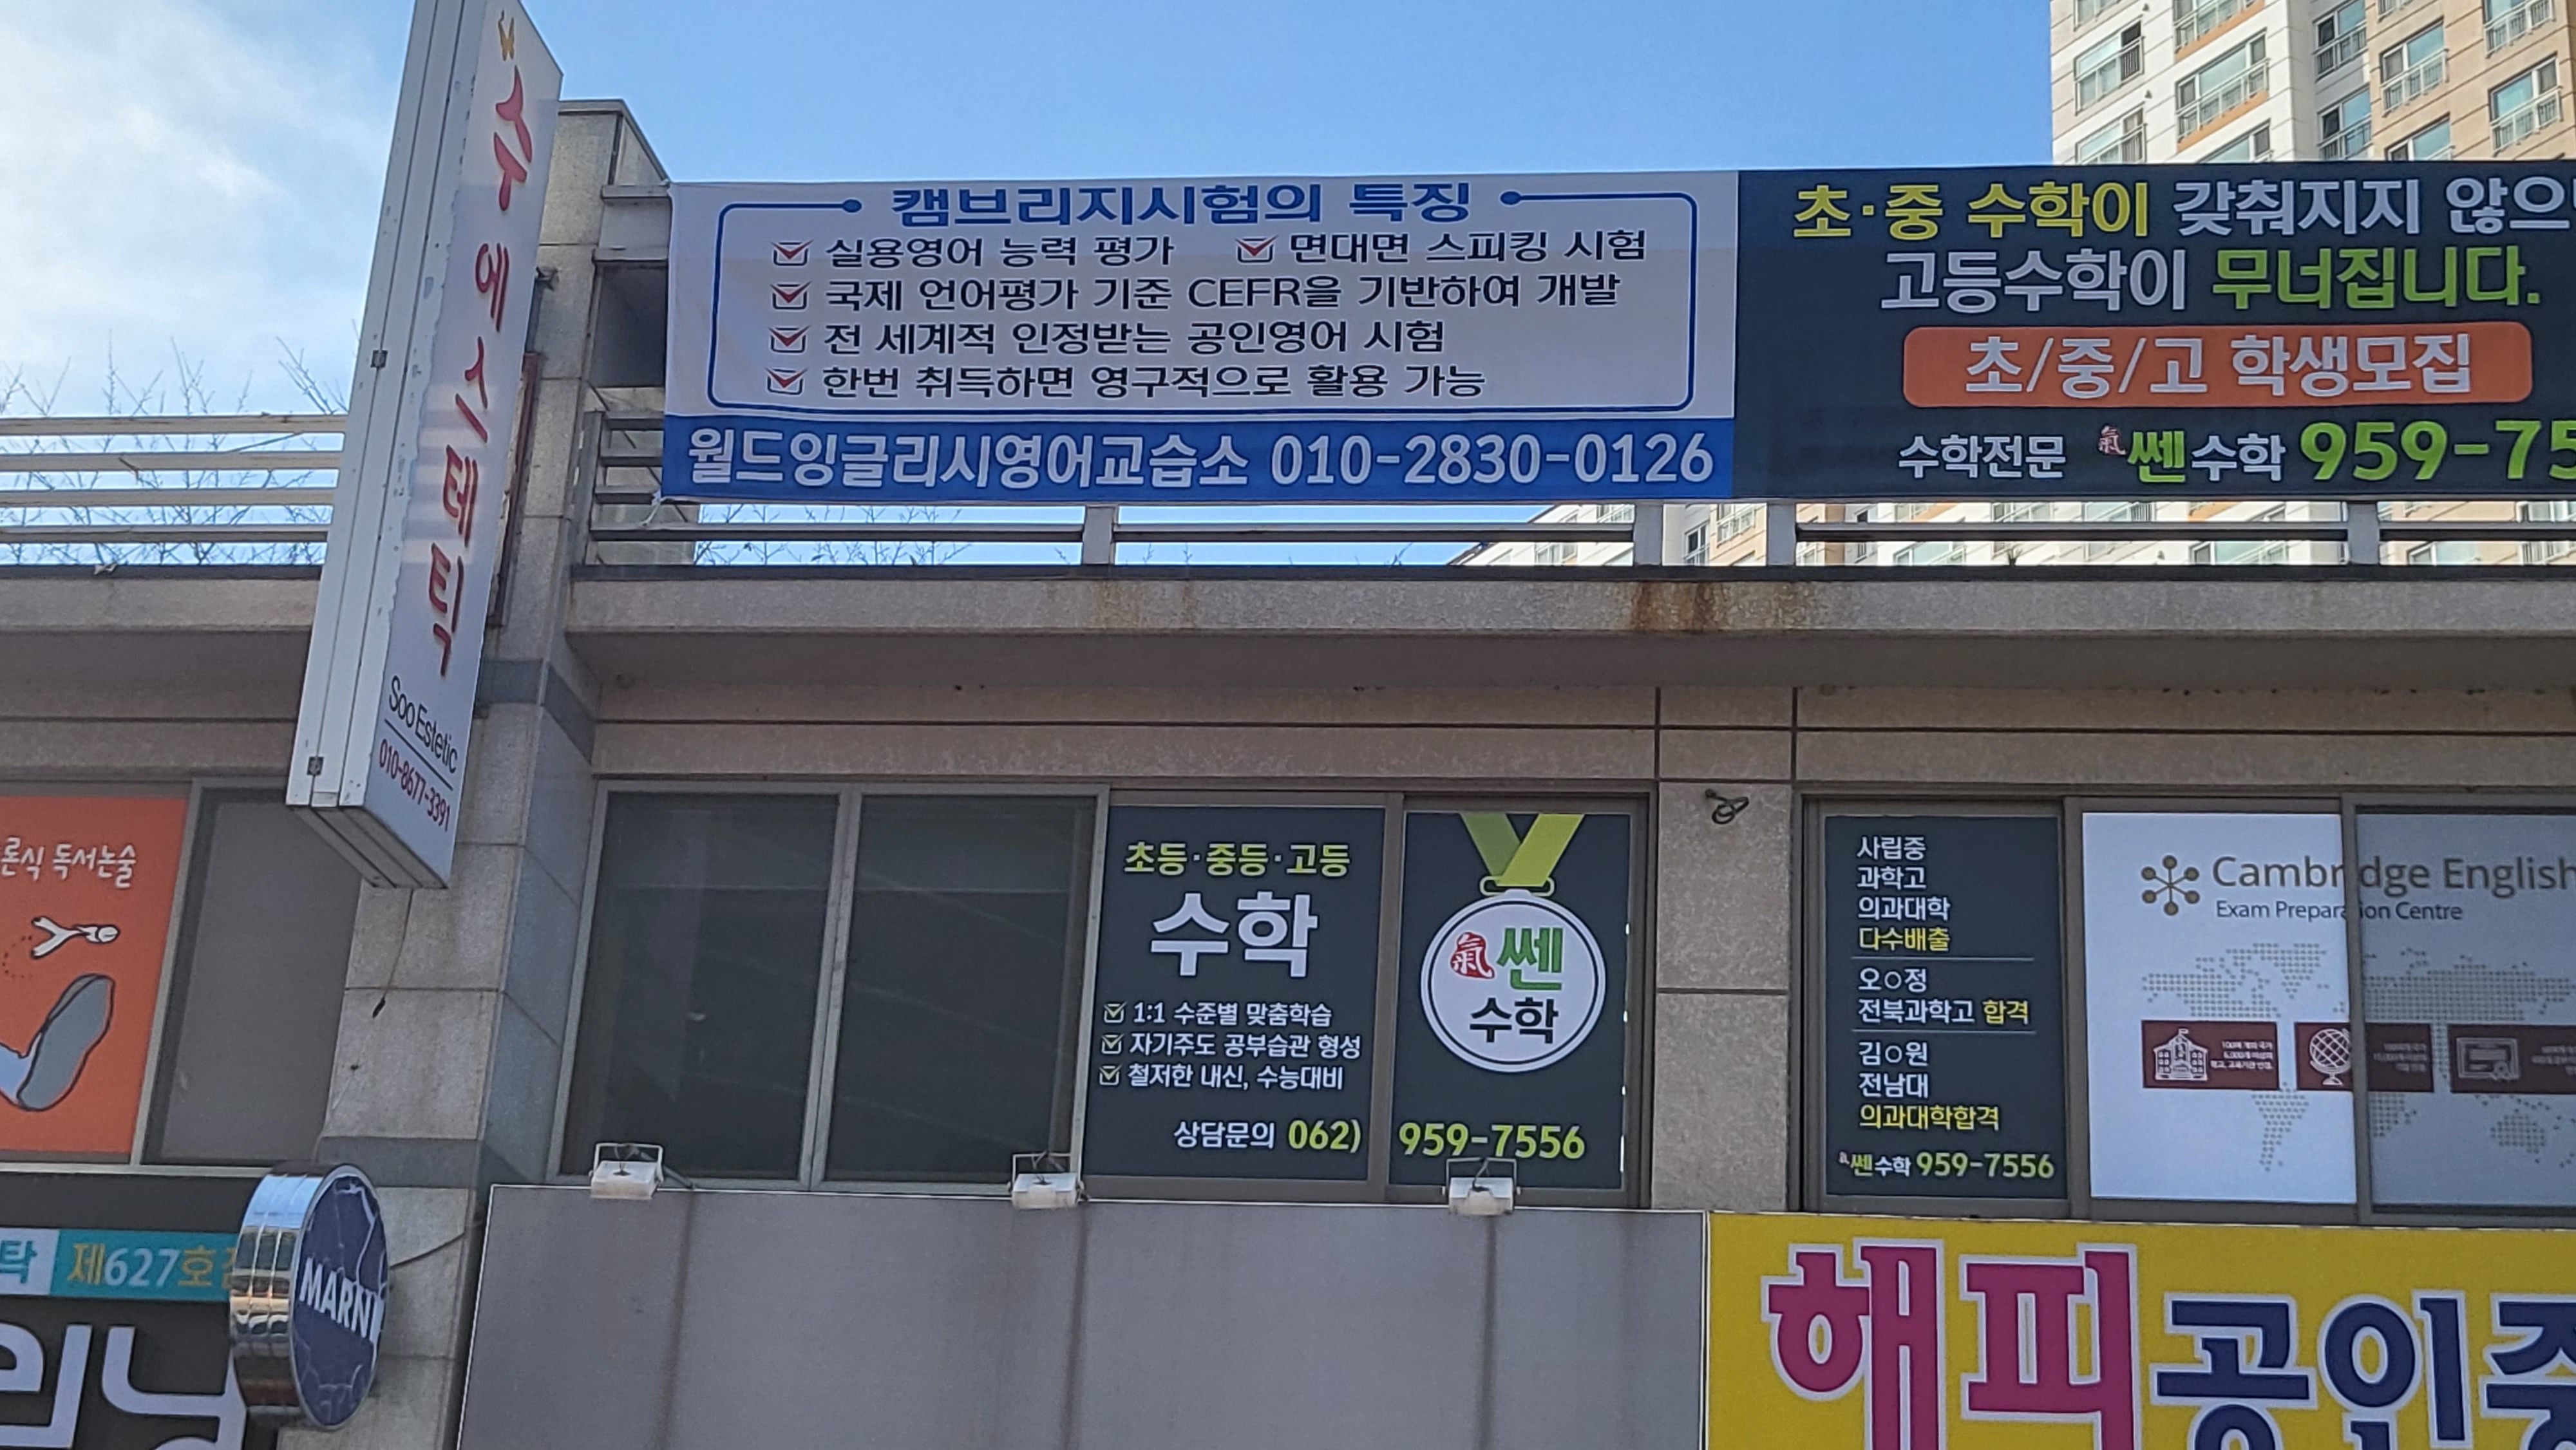 수 에스테틱
Soo Estetic
010-8677-3391
캠브리지시험의 특징
실용영어 능력 평가 면대면 스피킹 시험
국제 언어평가 기준 CEFR을 기반하여 개발
전 세계적 인정받는 공인영어 시험
한번 취득하면 영구적으로 활용 가능
월드잉글리시영어교습소 010-2830-0126
초·중 수학이 갖춰지지 않으
고등수학이 무너집니다.
초/중/고 학생모집
수학전문 氣쎈수학 959-75
론식 독서논술
초등·중등·고등
수학
1:1 수준별 맞춤학습
자기주도 공부습관 형성
철저한 내신, 수능대비
상담문의 062) 959-7556
氣쎈
수학
사립중
과학고
의과대학
다수배출
오○정
전북과학고 합격
김○원
전남대
의과대학합격
氣쎈수학 959-7556
Cambridge English
Exam Preparation Centre
탁 제627호
MARNI
해피공인중